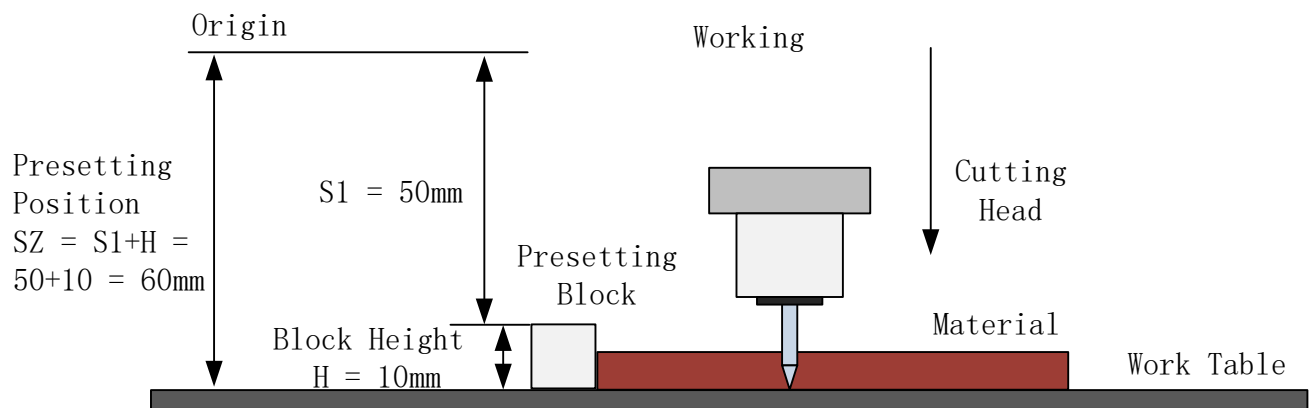 Origin
Working
Presetting
Position
SZ = S1+H =
50+10 = 60mm
S1 = 50mm
Cutting
Head
Presetting
Block
Block Height
H = 10mm
Material
Work Table